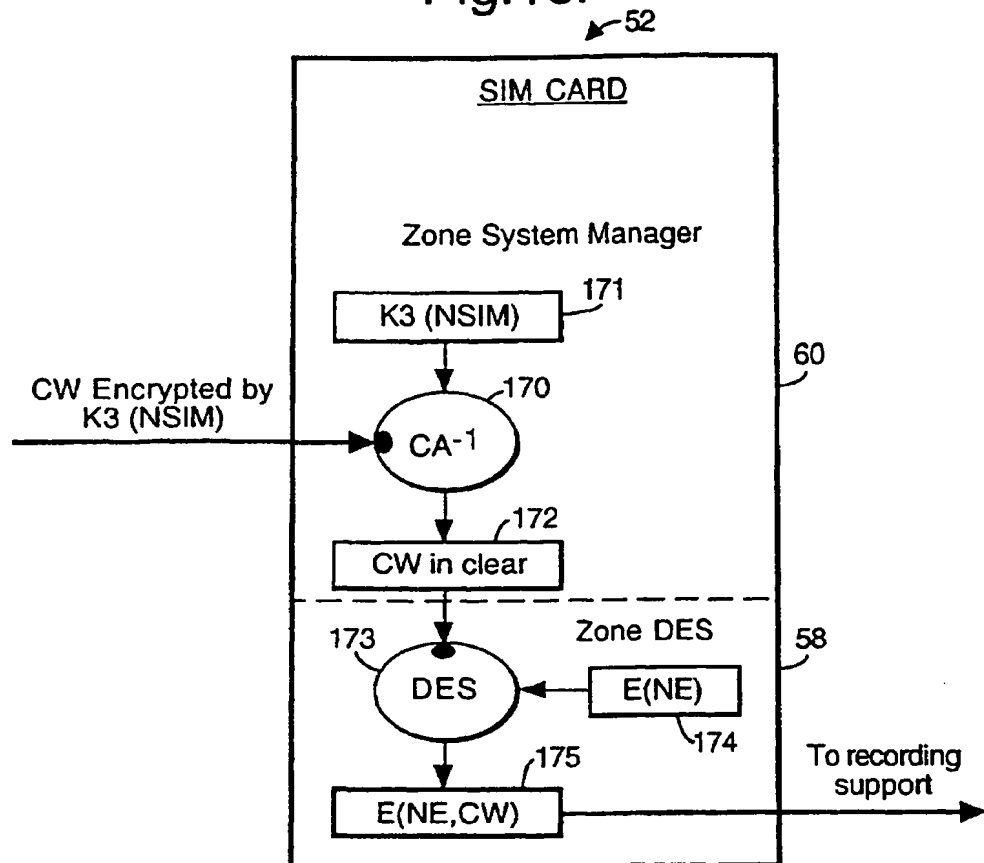 52
SIM CARD
Zone System Manager
171
K3 (NSIM)
60
CW Encrypted by
K3 (NSIM)
170
CA-1
172
CW in clear
Zone DES
173
58
DES
E(NE)
174
175
To recording
support
E(NE,CW)